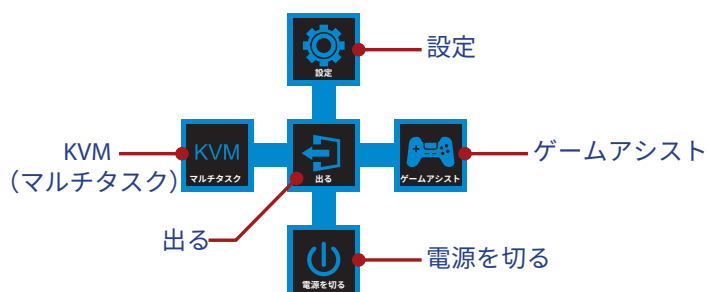 設定
設定
KVM
(マルチタスク)
KVM
マルチタスク
出る
ゲームアシスト
ゲームアシスト
出る
電源を切る
電源を切る